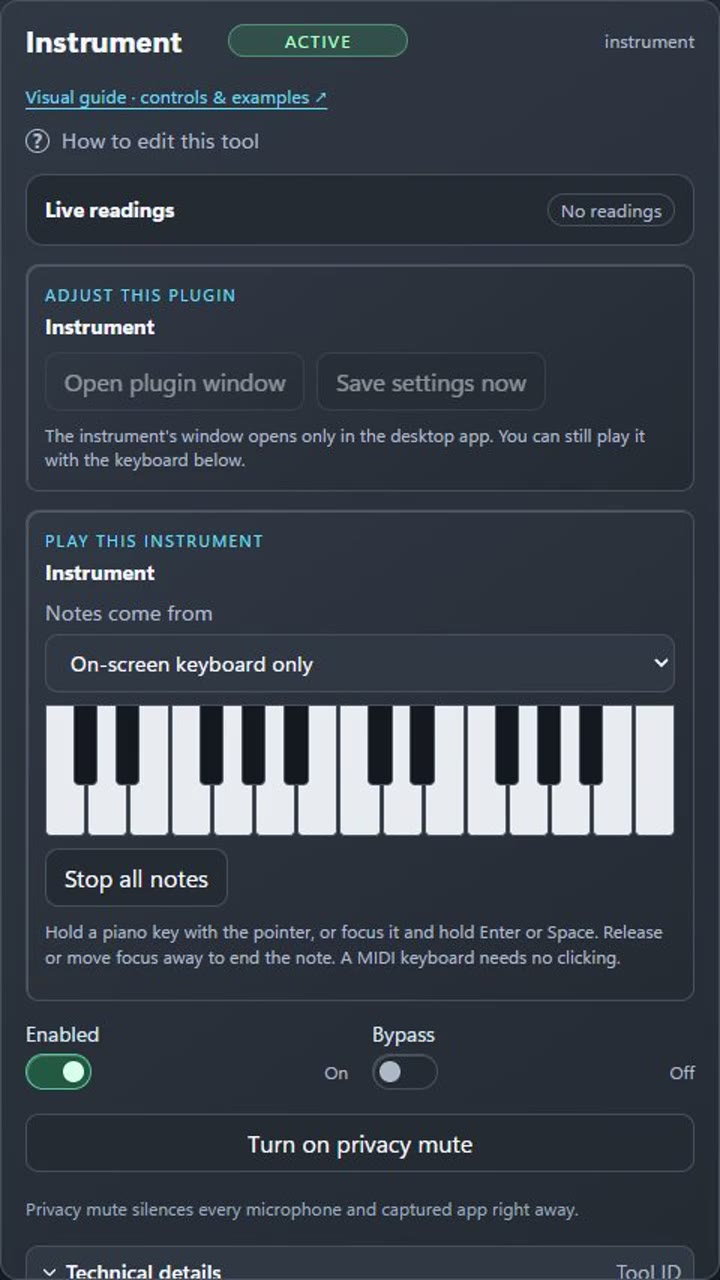 Instrument ACTIVE instrument
Visual guide · controls & examples ↗
? How to edit this tool
Live readings No readings
ADJUST THIS PLUGIN
Instrument
Open plugin window Save settings now
The instrument's window opens only in the desktop app. You can still play it
with the keyboard below.
PLAY THIS INSTRUMENT
Instrument
Notes come from
On-screen keyboard only
Stop all notes
Hold a piano key with the pointer, or focus it and hold Enter or Space. Release
or move focus away to end the note. A MIDI keyboard needs no clicking.
Enabled Bypass
On Off
Turn on privacy mute
Privacy mute silences every microphone and captured app right away.
Technical details Tool ID